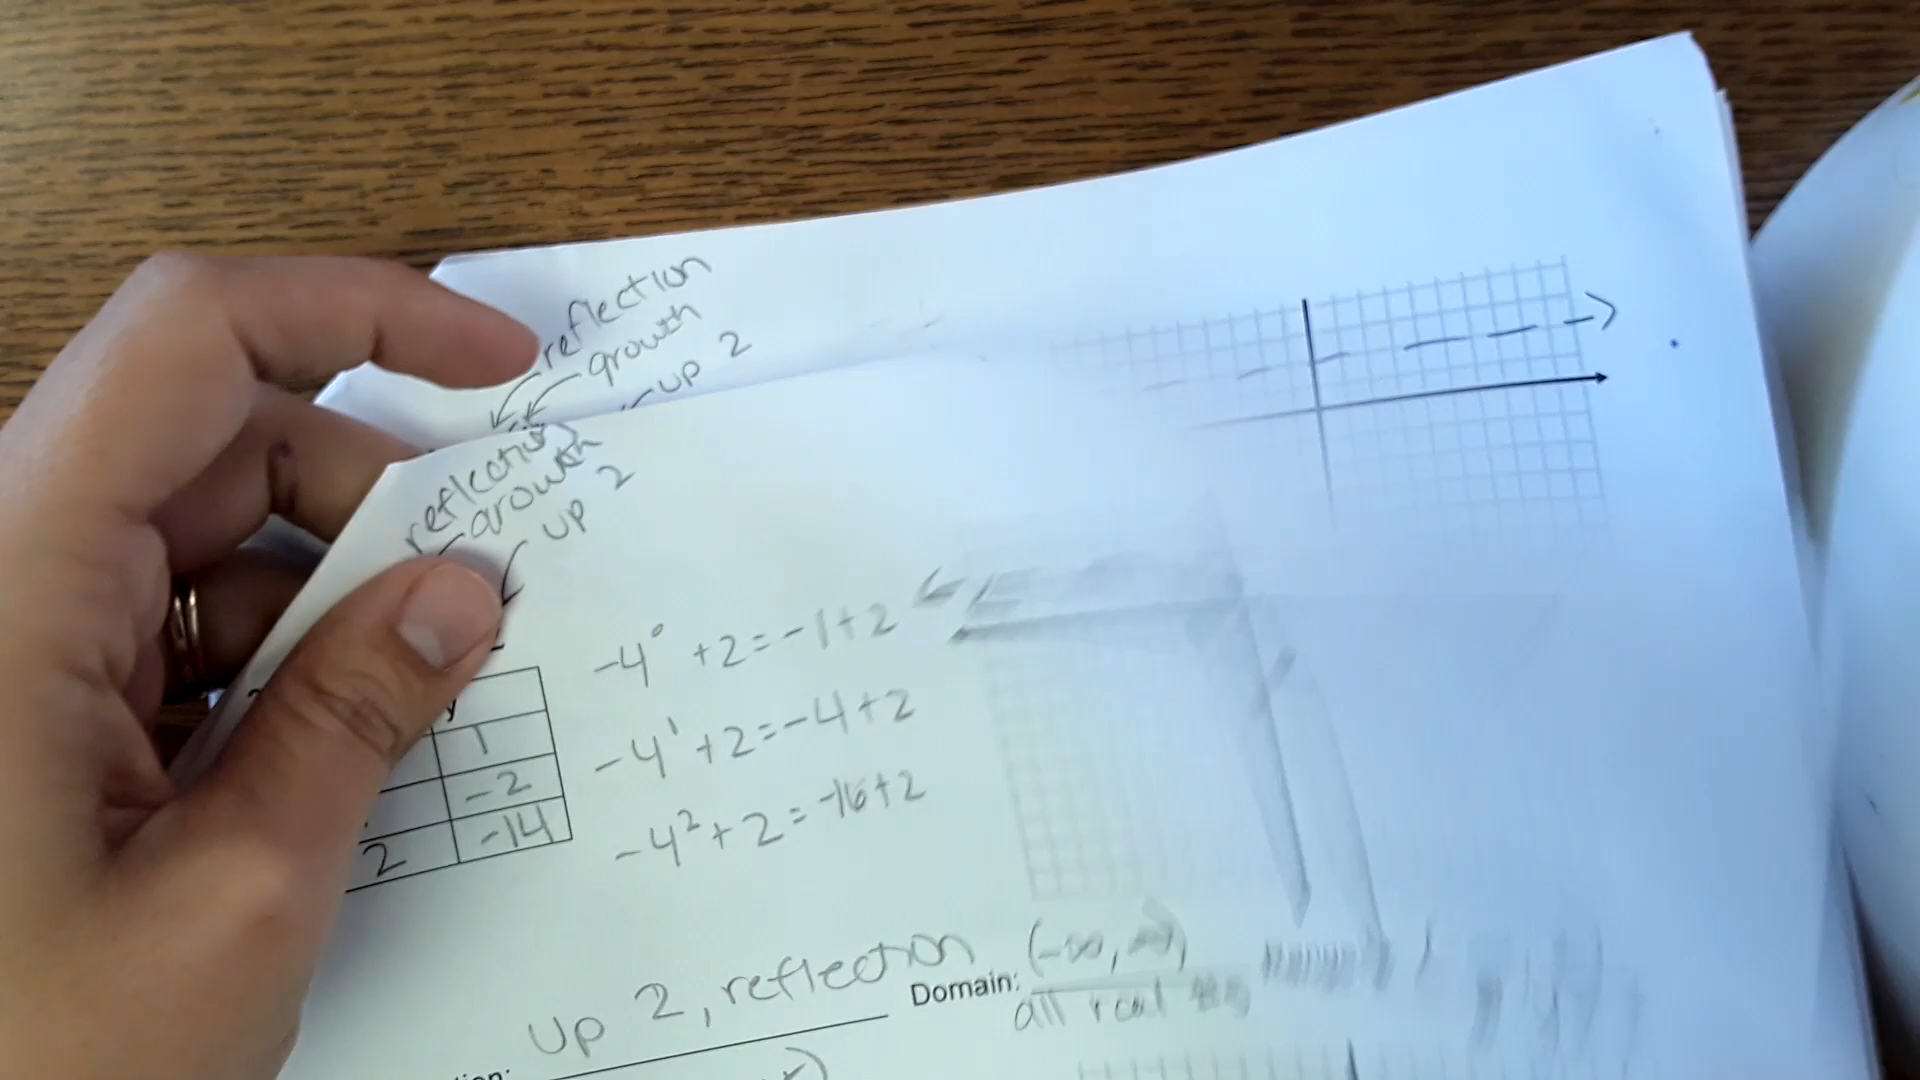 reflection
growth
up 2
reflection
growth
up 2
-4⁰ +2=-1+2
y
1
-4¹ +2=-4+2
-2
-4² + 2 = -16+2
2 -14
up 2, reflection Domain: (-∞, ∞)
all real